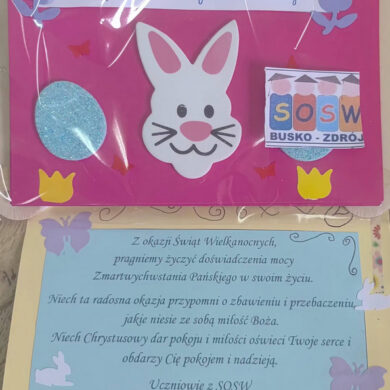 SOSW
BUSKO - ZDRÓJ
Z okazji Świąt Wielkanocnych,
pragniemy życzyć doświadczenia mocy
Zmartwychwstania Pańskiego w swoim życiu.
Niech ta radosna okazja przypomni o zbawieniu i przebaczeniu,
jakie niesie ze sobą miłość Boża.
Niech Chrystusowy dar pokoju i miłości oświeci Twoje serce i
obdarzy Cię pokojem i nadzieją.
Uczniowie z SOSW